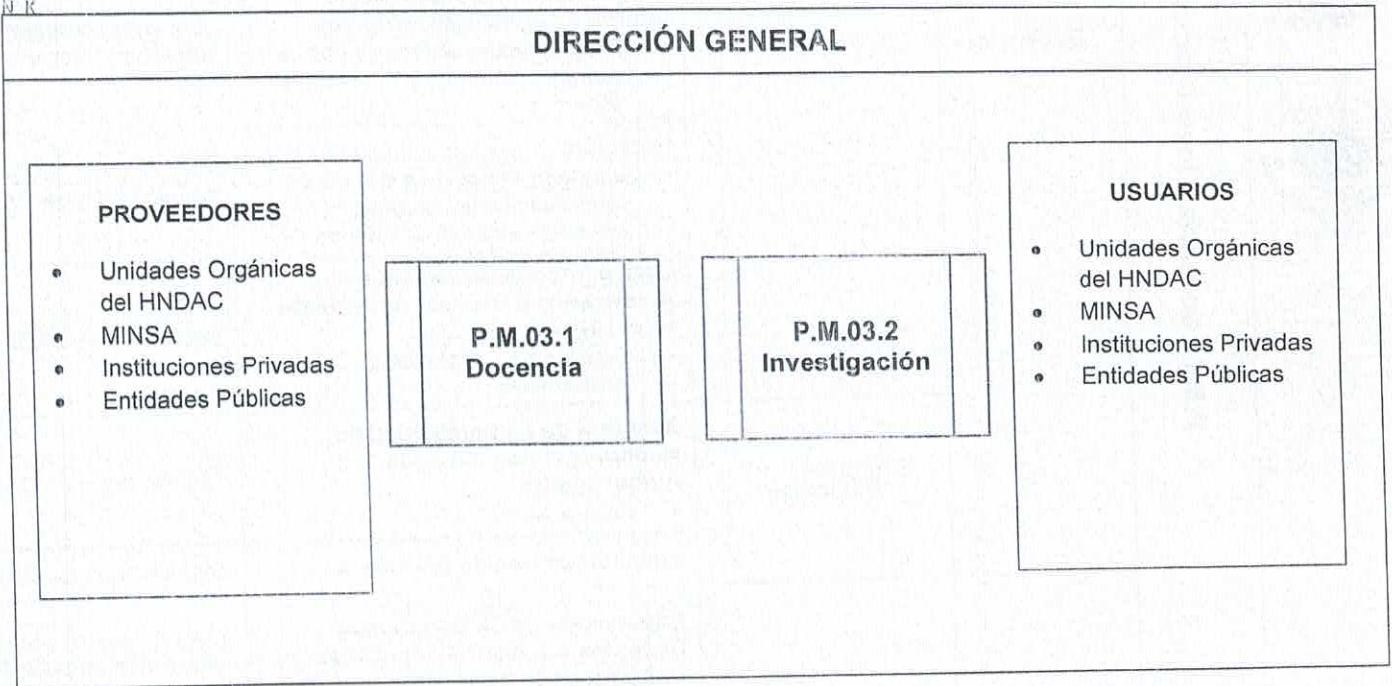 DIRECCIÓN GENERAL
PROVEEDORES
• Unidades Orgánicas
del HNDAC
• MINSA
• Instituciones Privadas
• Entidades Públicas
P.M.03.1
Docencia
P.M.03.2
Investigación
USUARIOS
• Unidades Orgánicas
del HNDAC
• MINSA
• Instituciones Privadas
• Entidades Públicas